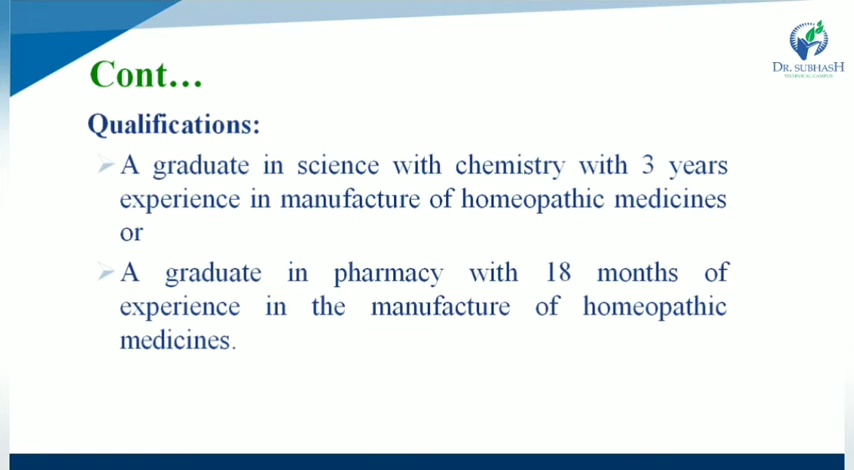 DR. SUBHASH
TECHNICAL CAMPUS
Cont…
Qualifications:
A graduate in science with chemistry with 3 years
experience in manufacture of homeopathic medicines
or
A graduate in pharmacy with 18 months of
experience in the manufacture of homeopathic
medicines.